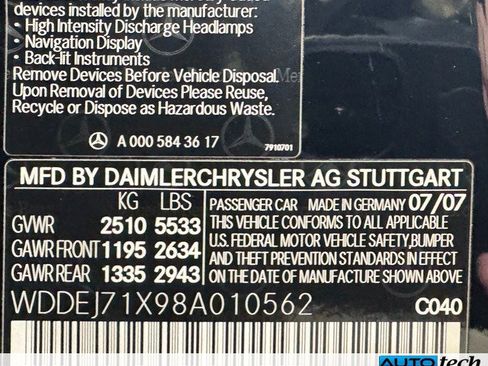 devices installed by the
• High Intensity Discharge Headlamps
• Navigation Display
• Back-lit Instruments
Remove Devices Before Vehicle Disposal.
Upon Removal of Devices Please Reuse,
Recycle or Dispose as Hazardous Waste.
A 000 584 36 17
7910701
MFD BY DAIMLERCHRYSLER AG STUTTGART
KG LBS
GVWR 2510 5533
GAWR FRONT 1195 2634
GAWR REAR 1335 2943
PASSENGER CAR MADE IN GERMANY 07/07
THIS VEHICLE CONFORMS TO ALL APPLICABLE
U.S. FEDERAL MOTOR VEHICLE SAFETY,BUMPER
AND THEFT PREVENTION STANDARDS IN EFFECT
ON THE DATE OF MANUFACTURE SHOWN ABOVE
WDDEJ71X98A010562 C040
AUTOtech